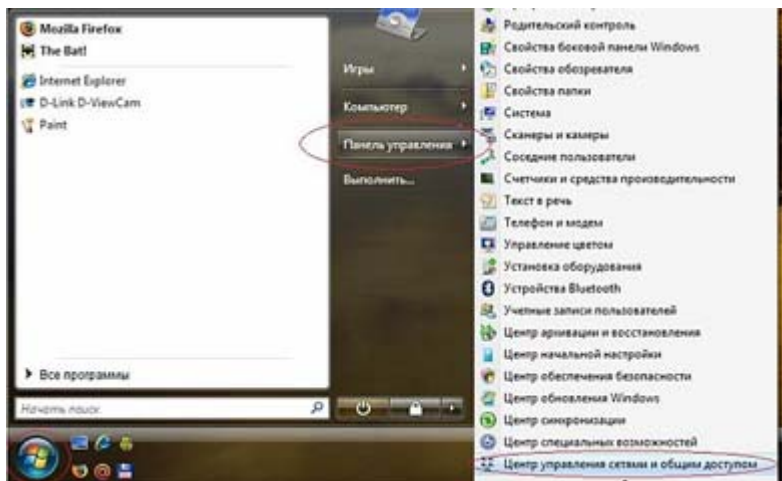 Mozilla Firefox
The Bat!
Internet Explorer
D-Link D-ViewCam
Paint
Все программы
Начать поиск
Игры
Компьютер
Панель управления
Выполнить...
Родительский контроль
Свойства боковой панели Windows
Свойства обозревателя
Свойства папки
Система
Сканеры и камеры
Соседние пользователи
Счетчики и средства производительности
Текст в речь
Телефон и модем
Управление цветом
Установка оборудования
Устройства Bluetooth
Учетные записи пользователей
Центр архивации и восстановления
Центр начальной настройки
Центр обеспечения безопасности
Центр обновления Windows
Центр синхронизации
Центр специальных возможностей
Центр управления сетями и общим доступом